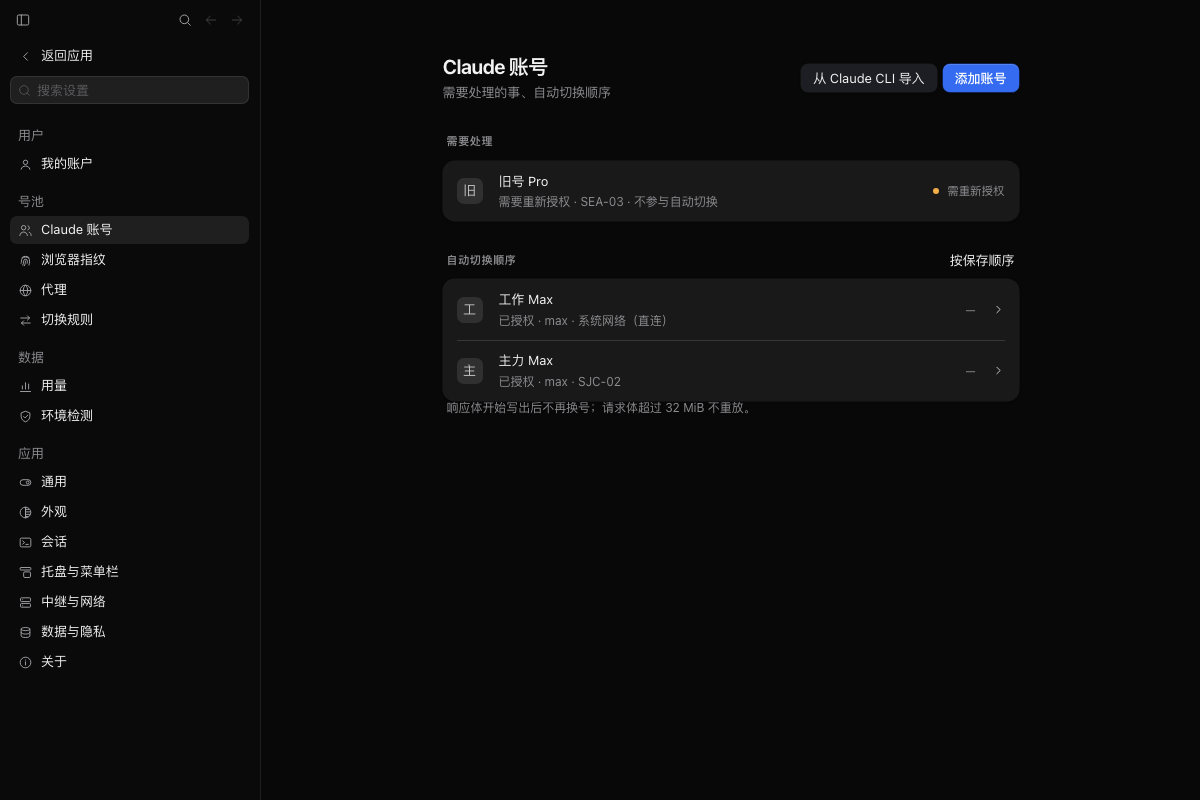 返回应用
搜索设置
用户
我的账户
号池
Claude 账号
浏览器指纹
代理
切换规则
数据
用量
环境检测
应用
通用
外观
会话
托盘与菜单栏
中继与网络
数据与隐私
关于
Claude 账号
需要处理的事、自动切换顺序
从 Claude CLI 导入
添加账号
需要处理
旧
旧号 Pro
需要重新授权 · SEA-03 · 不参与自动切换
需重新授权
自动切换顺序
按保存顺序
工
工作 Max
已授权 · max · 系统网络（直连）
—
主
主力 Max
已授权 · max · SJC-02
—
响应体开始写出后不再换号；请求体超过 32 MiB 不重放。